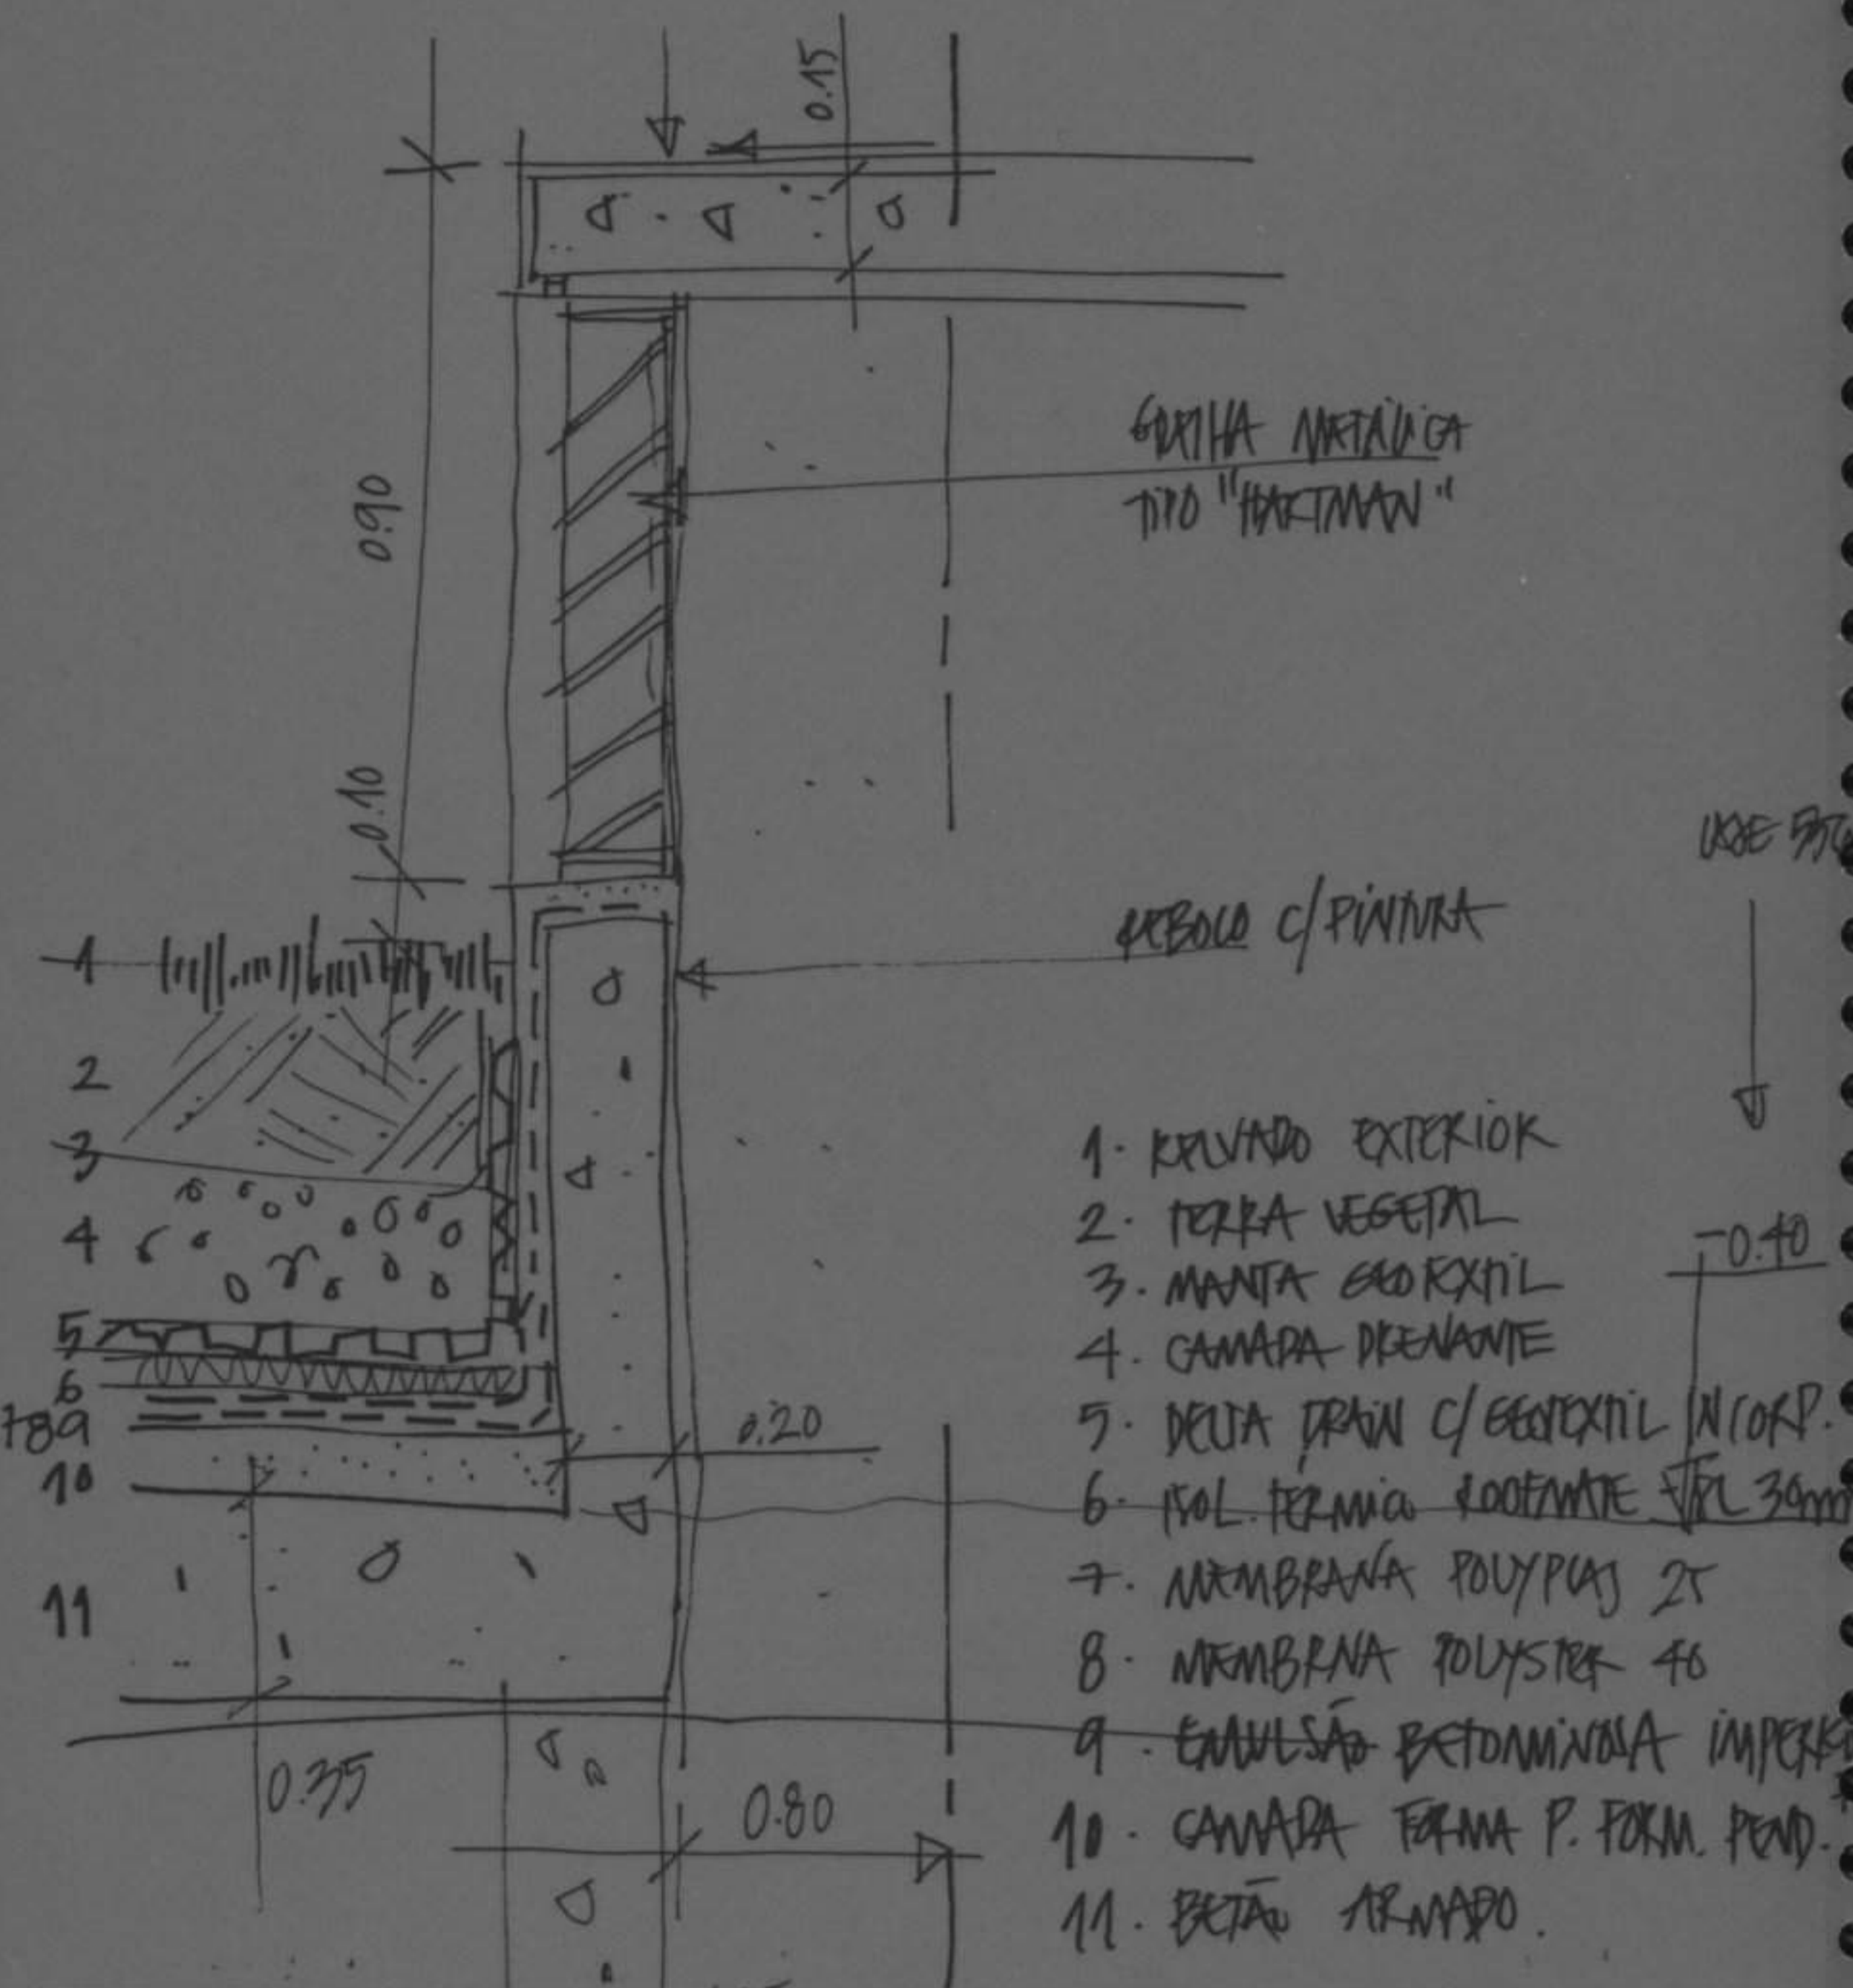 0.15
0.90
GRELHA METÁLICA
TIPO "HARTMAN"
0.10
REBOCO C/PINTURA
1
2
3
4
5
6
789
10
11
0.20
0.35
0.80
-0.40
1. RELVADO EXTERIOR
2. TERRA VEGETAL
3. MANTA GEOTEXTIL
4. CAMADA DRENANTE
5. DELTA DRAIN C/ GEOTEXTIL INCORP.
6. ISOL. TÉRMICO ROOFMATE 30m
7. MEMBRANA POLYPLAS 25
8. MEMBRNA POLYSTER 40
9. EMULSÃO BETOMINOSA
10. CAMADA FORMA P. FORM. PEND.
11. BETÃO ARMADO.